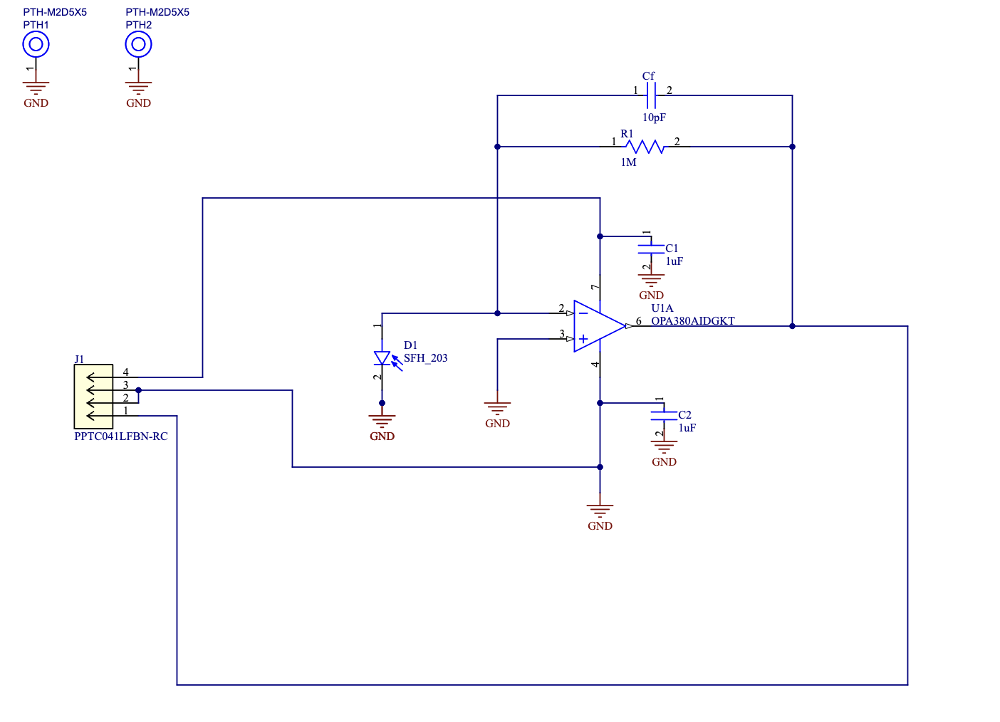 PTH-M2D5X5
PTH1
1
GND
PTH-M2D5X5
PTH2
1
GND
Cf
1
2
10pF
R1
1
2
1M
1
C1
1uF
2
GND
7
U1A
OPA380AIDGKT
2
3
6
4
1
D1
SFH_203
2
GND
GND
J1
4
3
2
1
PPTC041LFBN-RC
1
C2
1uF
2
GND
GND